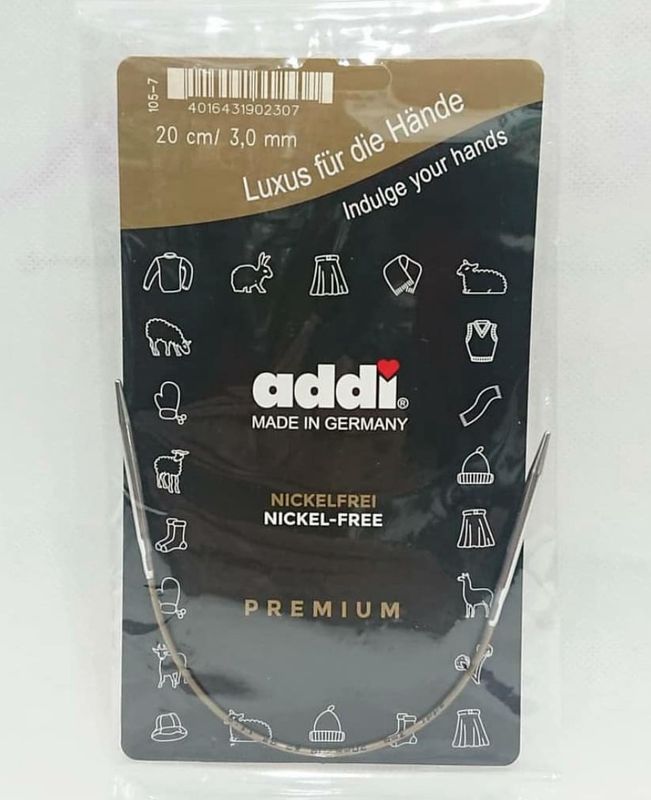 105-7
4016431902307
20 cm/ 3,0 mm
Luxus für die Hände
Indulge your hands
addi®
MADE IN GERMANY
NICKELFREI
NICKEL-FREE
PREMIUM